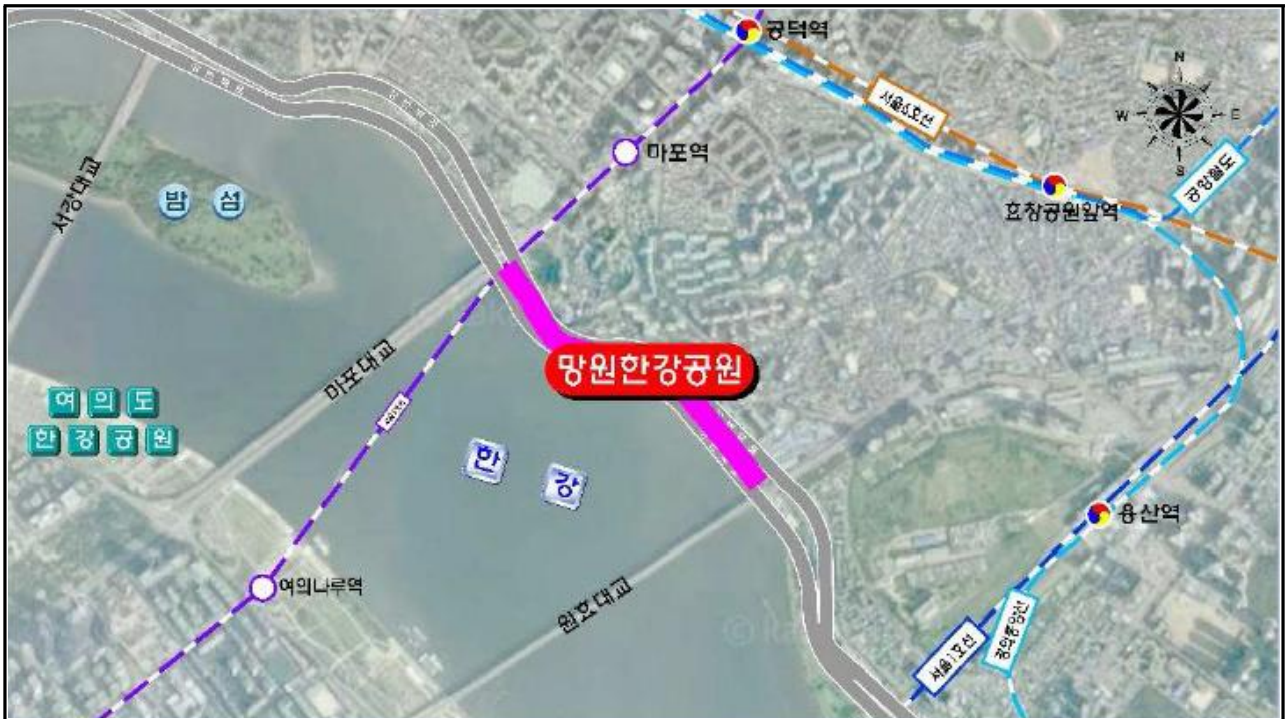 공덕역
서울6호선
마포역
효창공원앞역
공항철도
서강대교
밤 섬
마포대교
망원한강공원
여 의 도
한 강 공 원
한 강
용산역
여의나루역
원효대교
서울1호선
경의중앙선
N
W
E
S